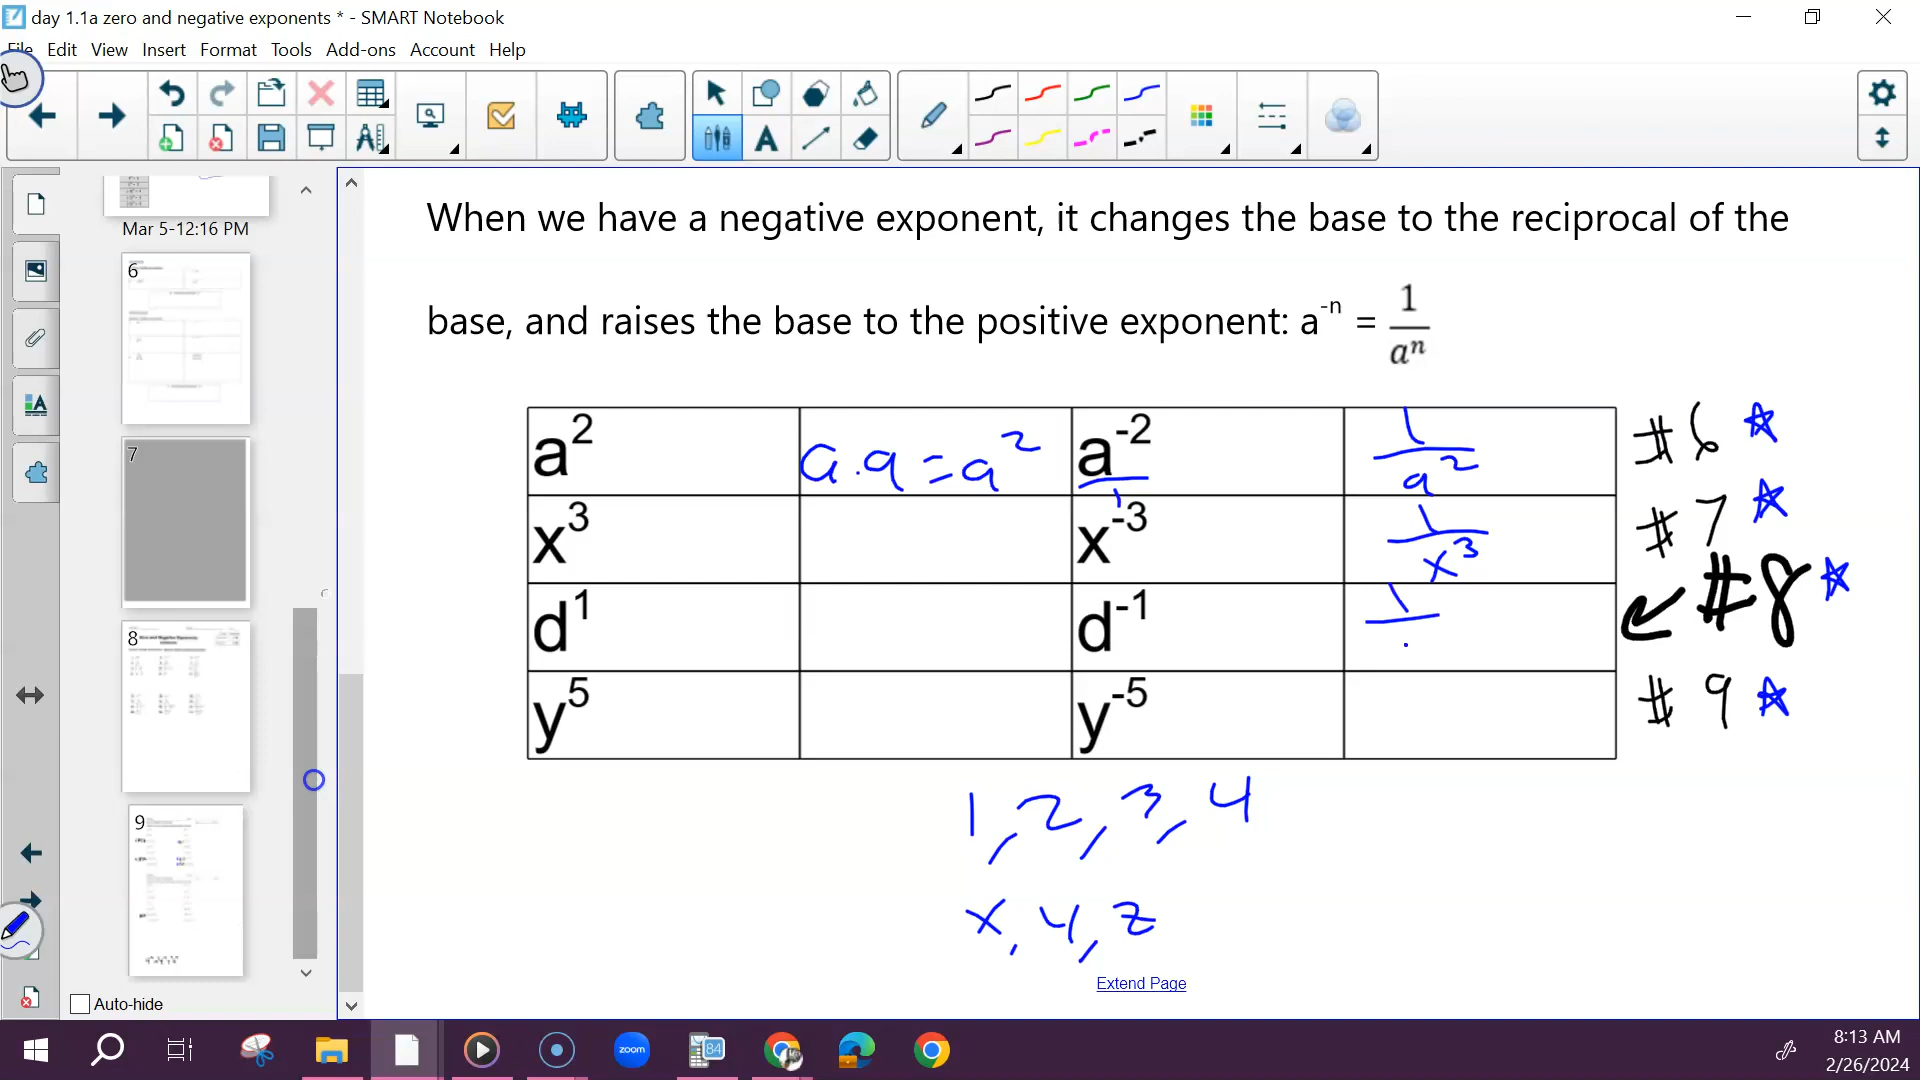 day 1.1a zero and negative exponents * - SMART Notebook
File Edit View Insert Format Tools Add-ons Account Help
Mar 5-12:16 PM
6
7
8
9
Auto-hide
When we have a negative exponent, it changes the base to the reciprocal of the
base, and raises the base to the positive exponent: a^-n = 1/a^n
a^2 a.a=a^2 a^-2 1/a^2 #6
x^3 x^-3 1/x^3 #7
d^1 d^-1 1/. #8
y^5 y^-5 #9
1, 2, 3, 4
x, y, z
Extend Page
zoom
84
8:13 AM
2/26/2024